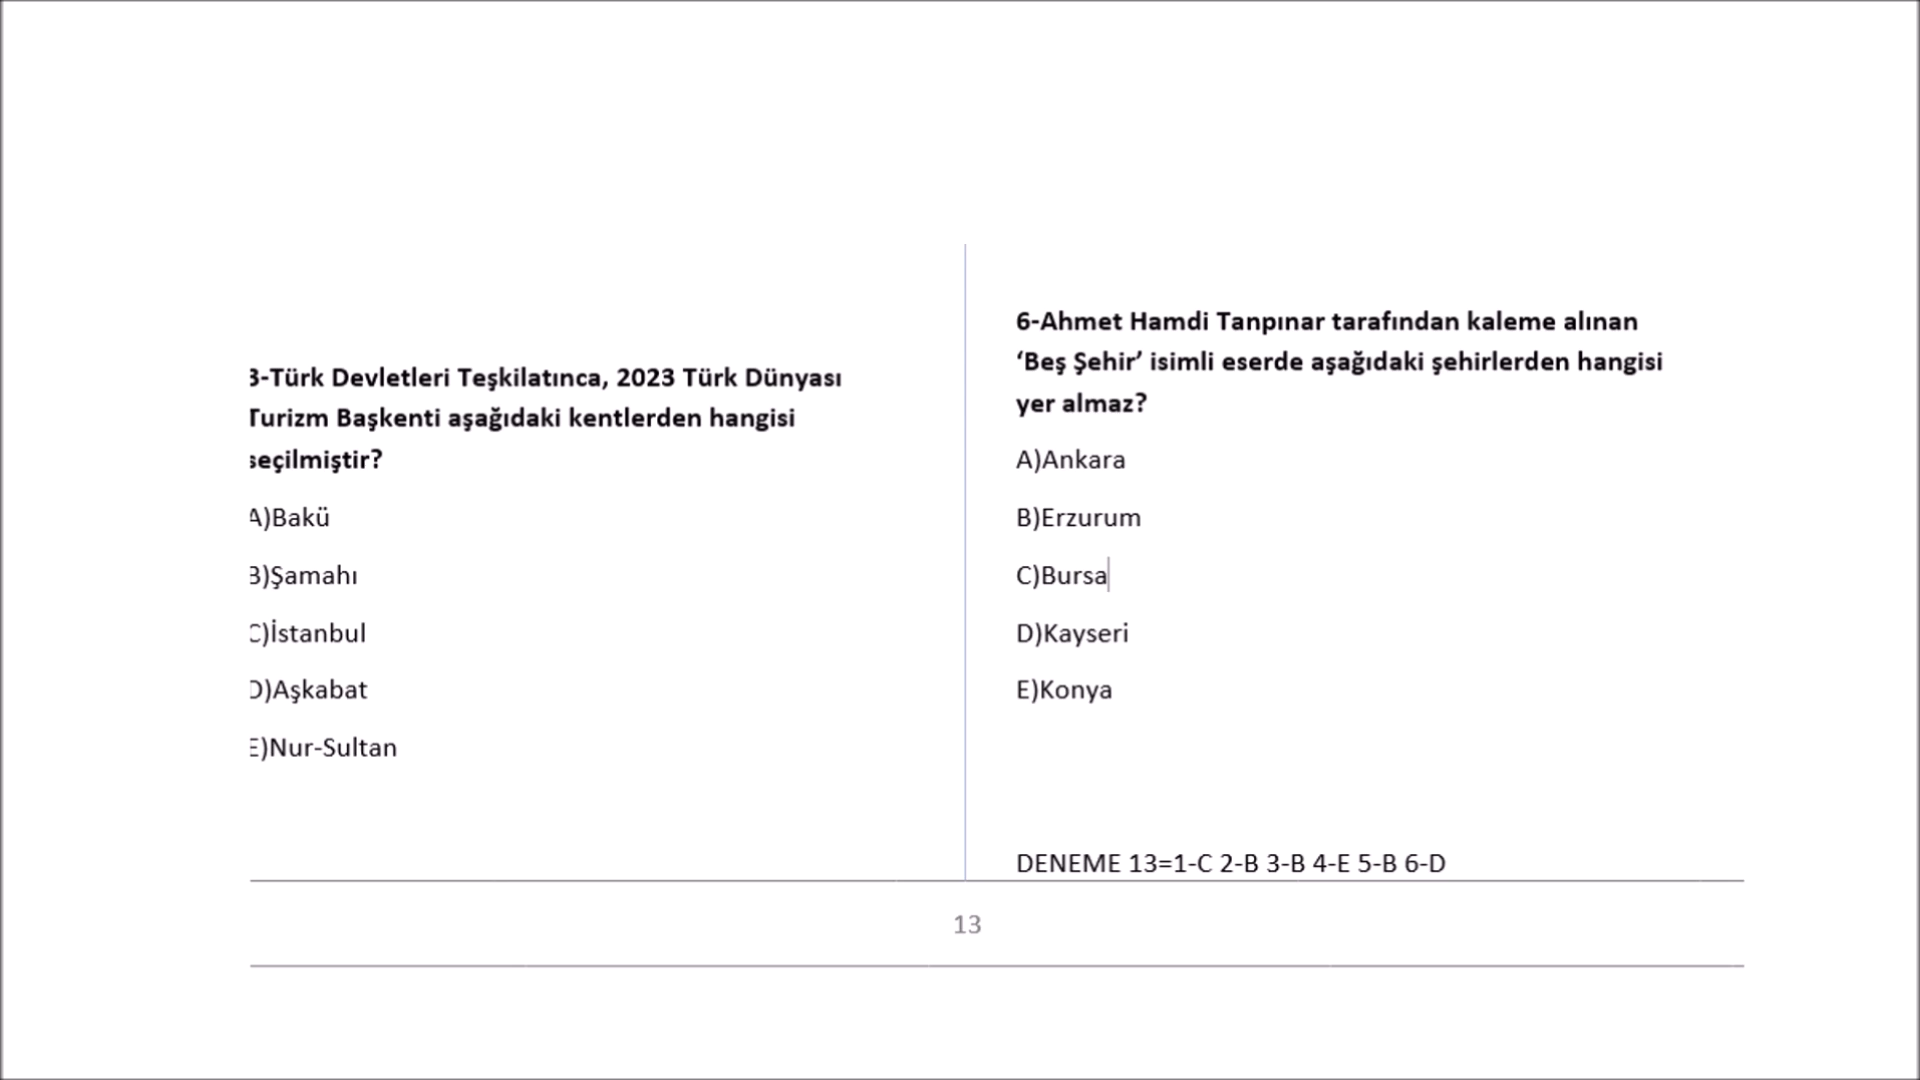 3-Türk Devletleri Teşkilatınca, 2023 Türk Dünyası
Turizm Başkenti aşağıdaki kentlerden hangisi
seçilmiştir?
A)Bakü
B)Şamahı
C)İstanbul
D)Aşkabat
E)Nur-Sultan
6-Ahmet Hamdi Tanpınar tarafından kaleme alınan
‘Beş Şehir’ isimli eserde aşağıdaki şehirlerden hangisi
yer almaz?
A)Ankara
B)Erzurum
C)Bursa
D)Kayseri
E)Konya
DENEME 13=1-C 2-B 3-B 4-E 5-B 6-D
13